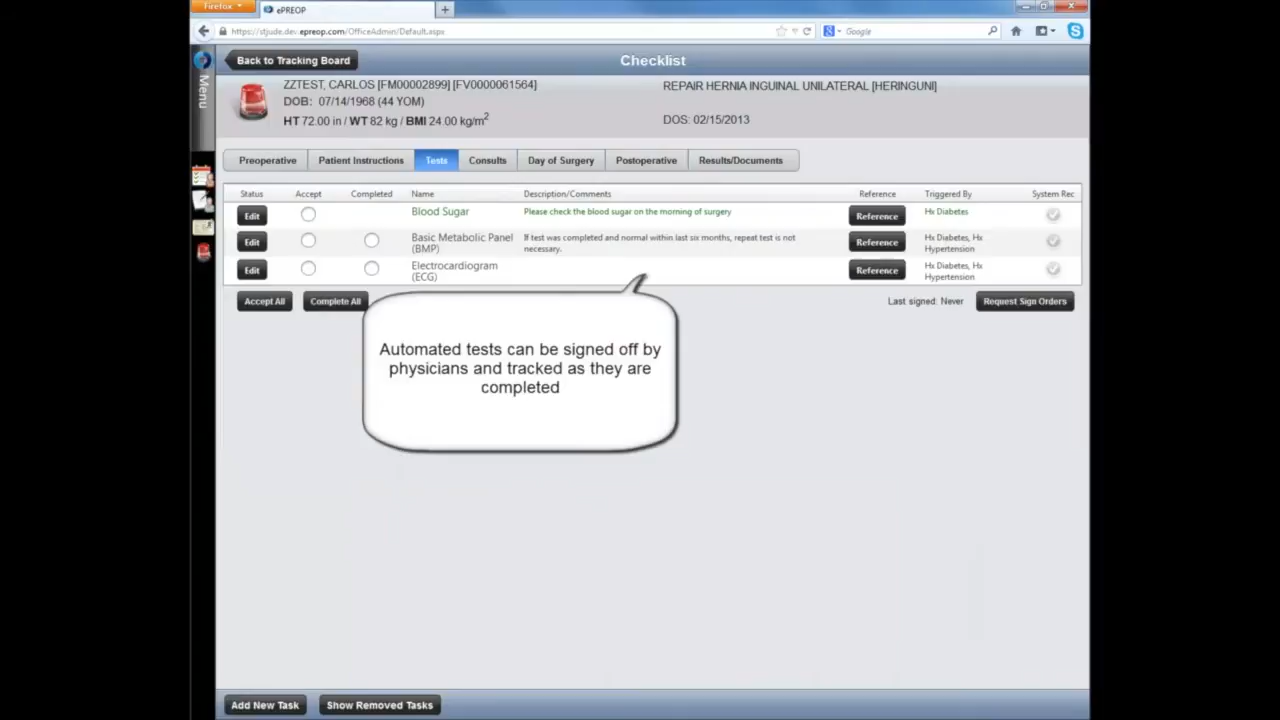 Firefox
ePREOP
https://stjude.dev.epreop.com/OfficeAdmin/Default.aspx
Google
Menu
Back to Tracking Board
Checklist
ZZTEST, CARLOS [FM00002899] [FV0000061564]
REPAIR HERNIA INGUINAL UNILATERAL [HERINGUNI]
DOB: 07/14/1968 (44 YOM)
HT 72.00 in / WT 82 kg / BMI 24.00 kg/m2
DOS: 02/15/2013
Preoperative Patient Instructions Tests Consults Day of Surgery Postoperative Results/Documents
Status Accept Completed Name Description/Comments Reference Triggered By System Rec
Edit Blood Sugar Please check the blood sugar on the morning of surgery Reference Hx Diabetes
Edit Basic Metabolic Panel If test was completed and normal within last six months, repeat test is not Reference Hx Diabetes, Hx
(BMP) necessary. Hypertension
Edit Electrocardiogram Reference Hx Diabetes, Hx
(ECG) Hypertension
Accept All Complete All Last signed: Never Request Sign Orders
Automated tests can be signed off by
physicians and tracked as they are
completed
Add New Task Show Removed Tasks